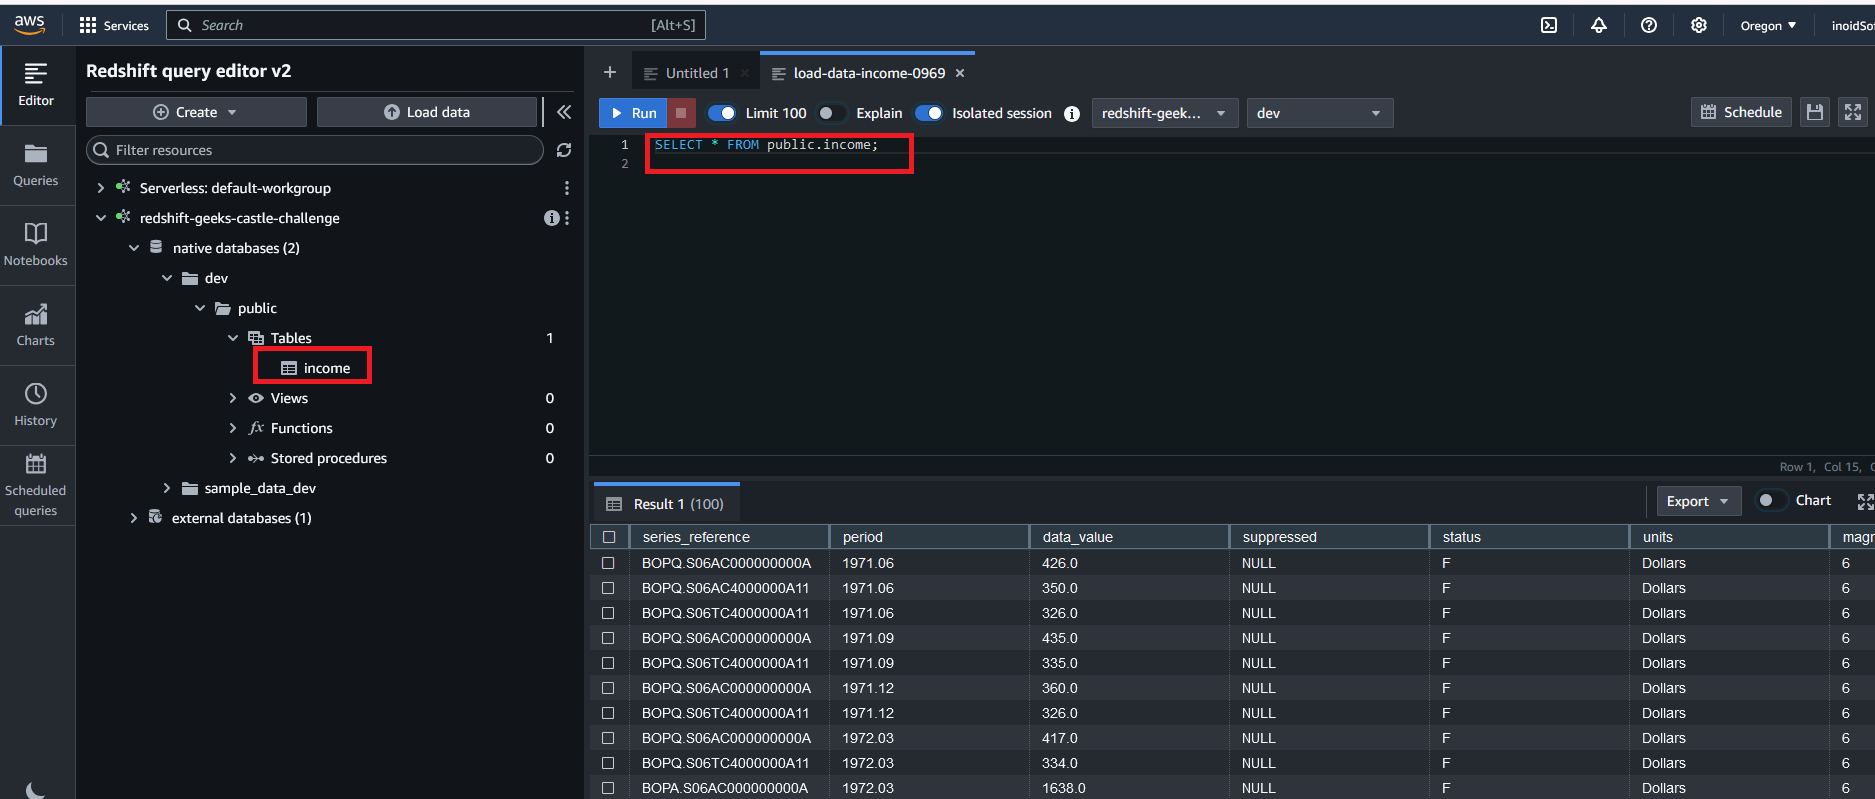 aws Services Search [Alt+S] Oregon inoidSof
Editor
Queries
Notebooks
Charts
History
Scheduled
queries
Redshift query editor v2
Create Load data
Filter resources
Serverless: default-workgroup
redshift-geeks-castle-challenge
native databases (2)
dev
public
Tables 1
income
Views 0
fx Functions 0
Stored procedures 0
sample_data_dev
external databases (1)
+ Untitled 1 × load-data-income-0969 ×
Run Limit 100 Explain Isolated session redshift-geek... dev Schedule
1 SELECT * FROM public.income;
2
Row 1, Col 15,
Result 1 (100) Export Chart
series_reference period data_value suppressed status units magn
BOPQ.S06AC000000000A 1971.06 426.0 NULL F Dollars 6
BOPQ.S06AC4000000A11 1971.06 350.0 NULL F Dollars 6
BOPQ.S06TC4000000A11 1971.06 326.0 NULL F Dollars 6
BOPQ.S06AC000000000A 1971.09 435.0 NULL F Dollars 6
BOPQ.S06TC4000000A11 1971.09 335.0 NULL F Dollars 6
BOPQ.S06AC000000000A 1971.12 360.0 NULL F Dollars 6
BOPQ.S06TC4000000A11 1971.12 326.0 NULL F Dollars 6
BOPQ.S06AC000000000A 1972.03 417.0 NULL F Dollars 6
BOPQ.S06TC4000000A11 1972.03 334.0 NULL F Dollars 6
BOPA.S06AC000000000A 1972.03 1638.0 NULL F Dollars 6